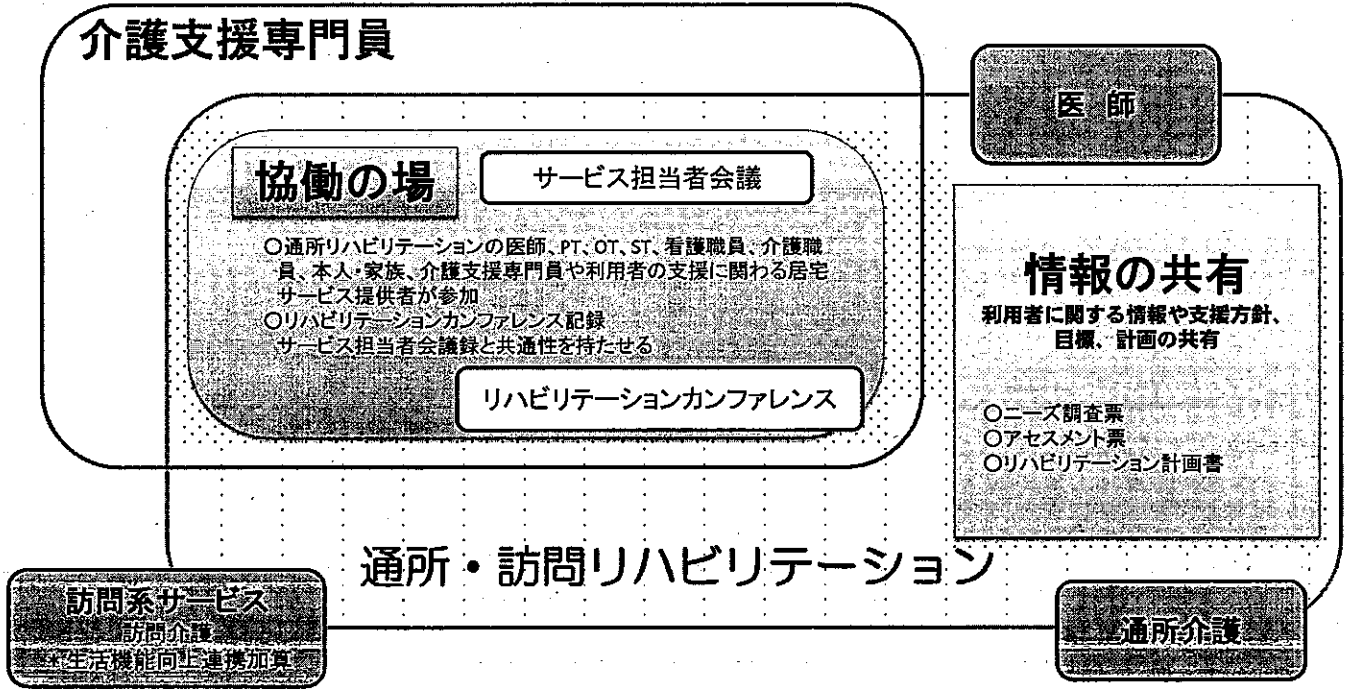 介護支援専門員
医 師
協働の場
サービス担当者会議
〇通所リハビリテーションの医師、PT、OT、ST、看護職員、介護職
員、本人・家族、介護支援専門員や利用者の支援に関わる居宅
サービス提供者が参加
〇リハビリテーションカンファレンス記録
サービス担当者会議録と共通性を持たせる
リハビリテーションカンファレンス
情報の共有
利用者に関する情報や支援方針、
目標、計画の共有
〇ニーズ調査票
〇アセスメント票
〇リハビリテーション計画書
通所・訪問リハビリテーション
訪問系サービス
訪問介護
*生活機能向上連携加算
通所介護